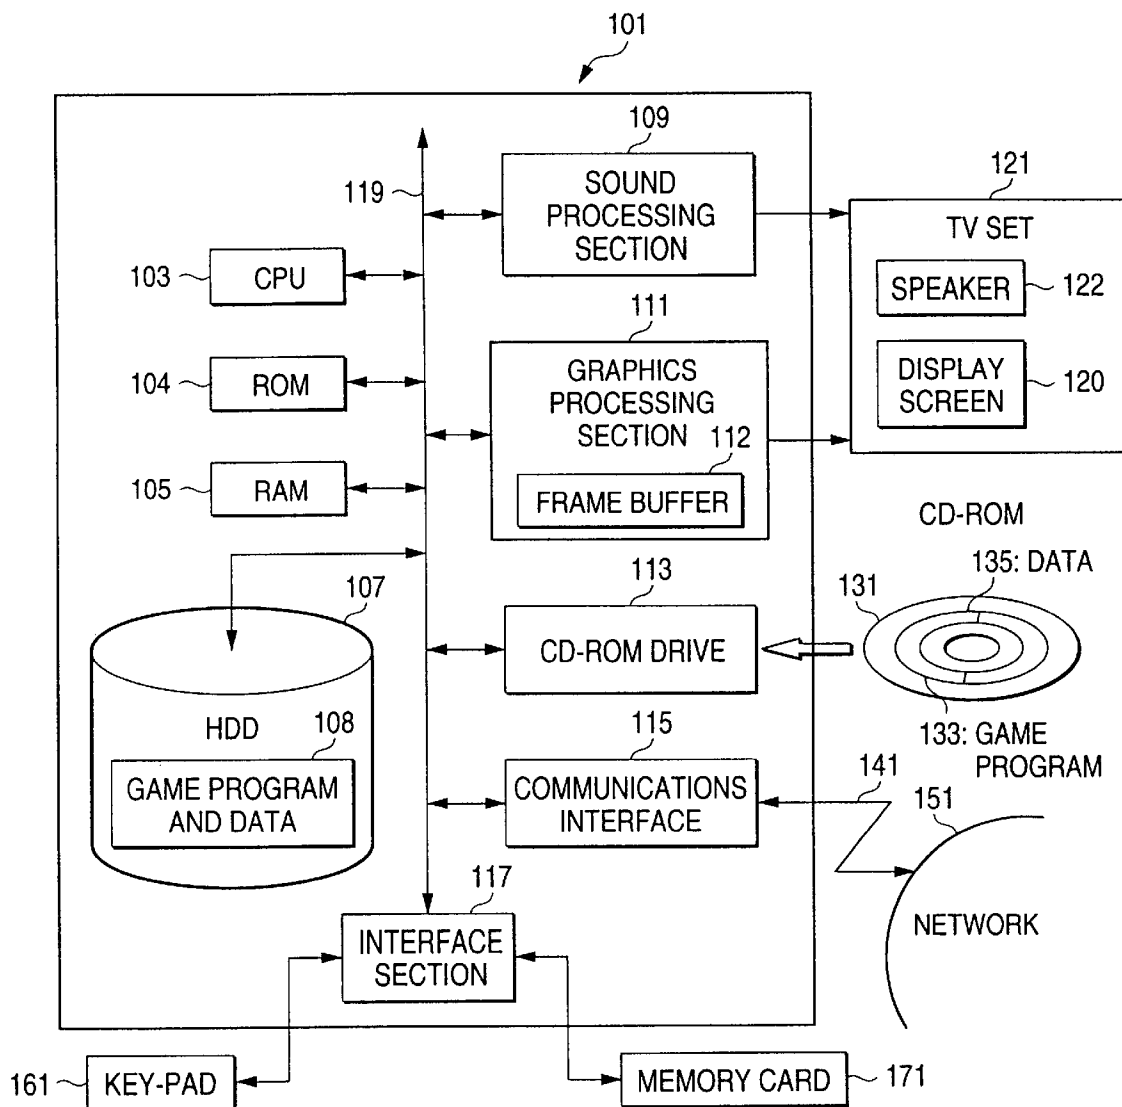 101
109
SOUND
PROCESSING
SECTION
119
121
TV SET
103
CPU
SPEAKER
122
111
104
ROM
GRAPHICS
PROCESSING
SECTION
DISPLAY
SCREEN
120
112
105
RAM
FRAME BUFFER
CD-ROM
135: DATA
107
113
131
CD-ROM DRIVE
HDD
108
115
133: GAME
PROGRAM
GAME PROGRAM
AND DATA
COMMUNICATIONS
INTERFACE
141
151
117
INTERFACE
SECTION
NETWORK
161
KEY-PAD
MEMORY CARD
171